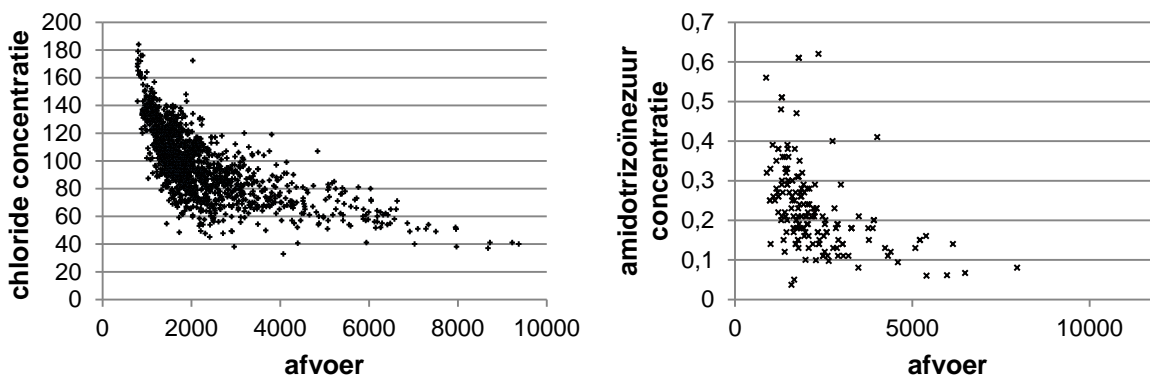 chloride concentratie
200
180
160
140
120
100
80
60
40
20
0
0 2000 4000 6000 8000 10000
afvoer
amidotrizoïnezuur
concentratie
0,7
0,6
0,5
0,4
0,3
0,2
0,1
0
0 5000 10000
afvoer